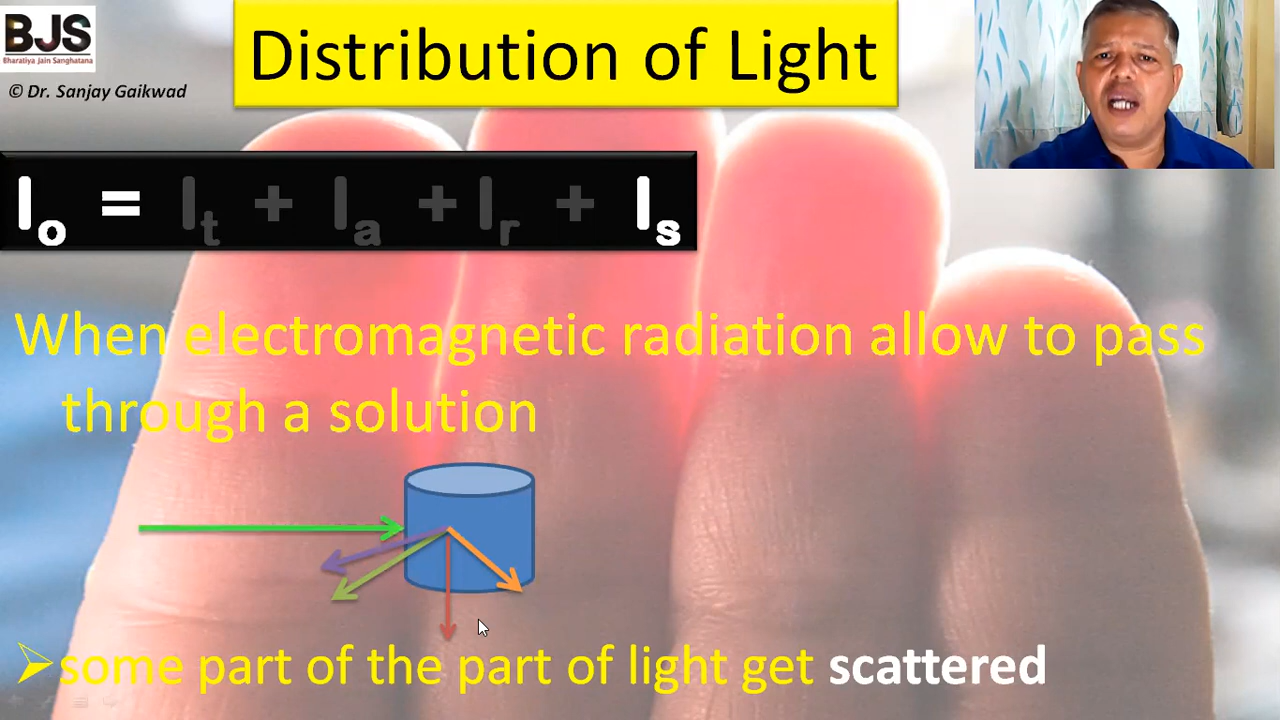 BJS
Bharatiya Jain Sanghatana
© Dr. Sanjay Gaikwad
Distribution of Light
Io = It + Ia + Ir + Is
When electromagnetic radiation allow to pass
through a solution
some part of the part of light get scattered